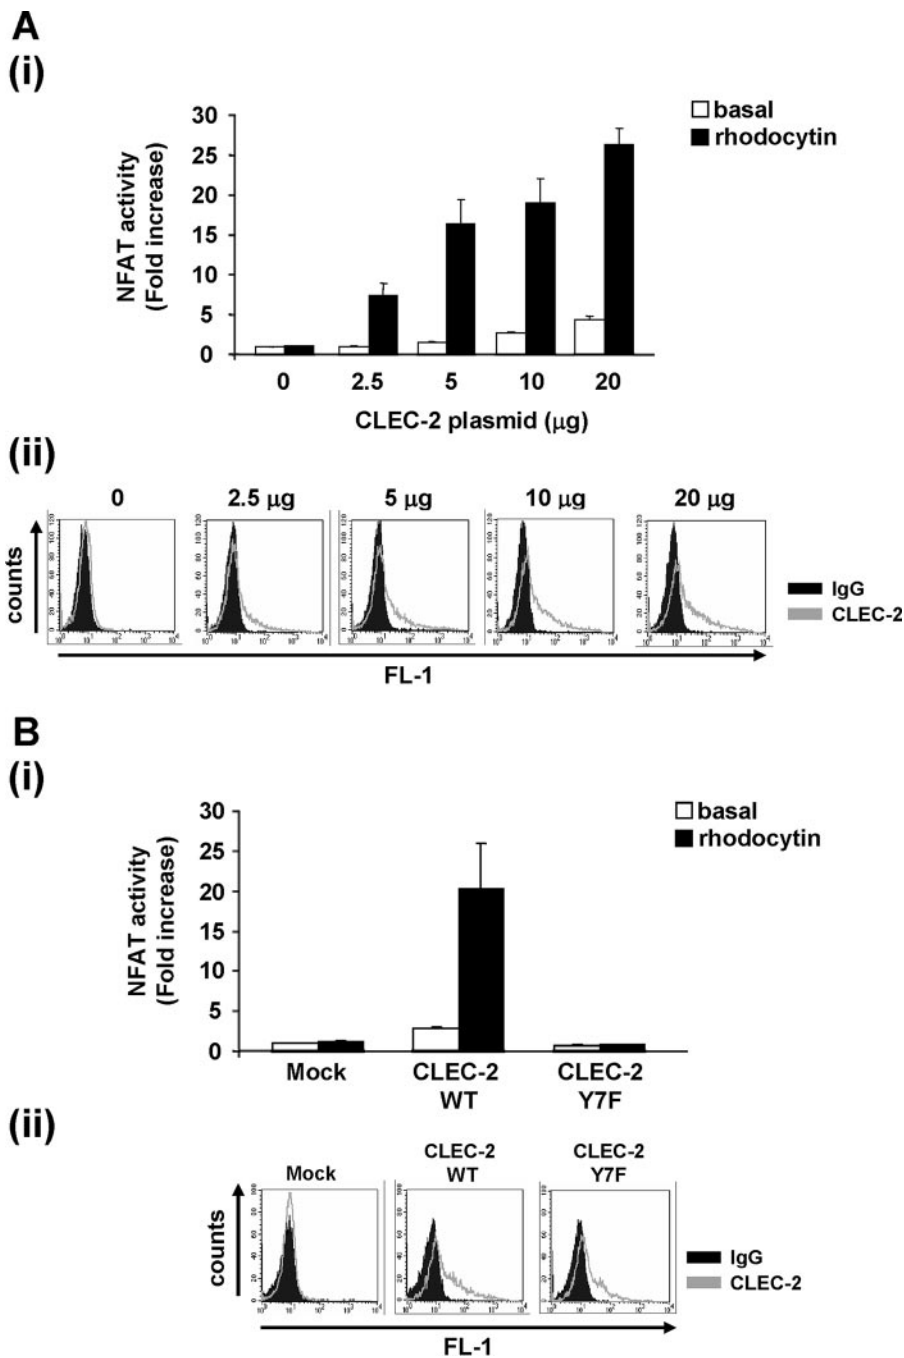 A
(i)
NFAT activity
(Fold increase)
30
25
20
15
10
5
0
basal
rhodocytin
0 2.5 5 10 20
CLEC-2 plasmid (μg)
(ii)
0 2.5 μg 5 μg 10 μg 20 μg
counts
IgG
CLEC-2
FL-1
B
(i)
NFAT activity
(Fold increase)
30
25
20
15
10
5
0
basal
rhodocytin
Mock CLEC-2 CLEC-2
WT Y7F
(ii)
Mock CLEC-2 CLEC-2
WT Y7F
counts
IgG
CLEC-2
FL-1